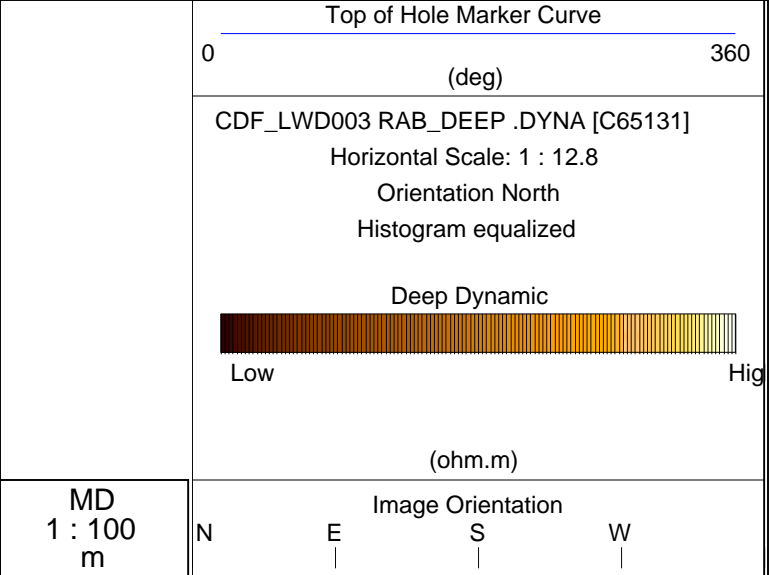 Top of Hole Marker Curve
0 360
(deg)
CDF_LWD003 RAB_DEEP .DYNA [C65131]
Horizontal Scale: 1 : 12.8
Orientation North
Histogram equalized
Deep Dynamic
Low Hig
(ohm.m)
MD
1 : 100
m
Image Orientation
N E S W